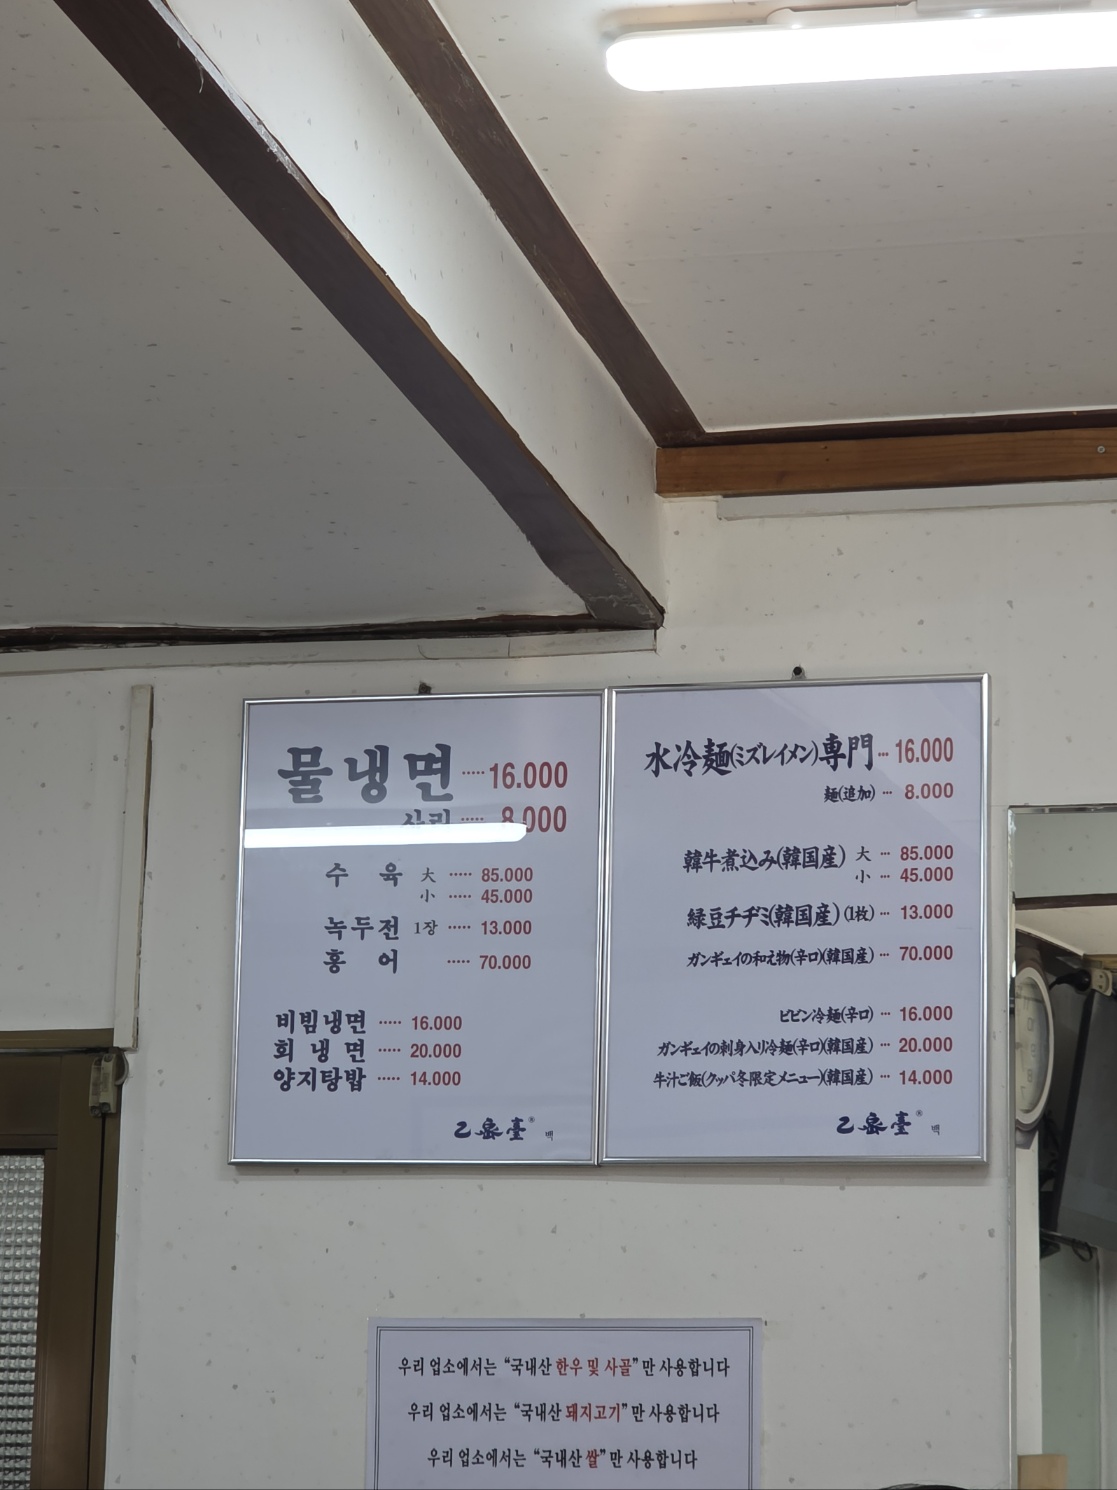 물냉면 ····· 16.000
사리 ····· 8.000
수 육 大 ····· 85.000
小 ····· 45.000
녹두전 1장 ····· 13.000
홍 어 ····· 70.000
비빔냉면 ····· 16.000
회 냉 면 ····· 20.000
양지탕밥 ····· 14.000
乙泉臺® 백
水冷麺(ミズレイメン)専門 ··· 16.000
麺(追加) ··· 8.000
韓牛煮込み(韓国産) 大 ··· 85.000
小 ··· 45.000
緑豆チヂミ(韓国産) (1枚) ··· 13.000
ガンギェイの和え物(辛口)(韓国産) ··· 70.000
ビビン冷麺(辛口) ··· 16.000
ガンギェイの刺身入り冷麺(辛口)(韓国産) ··· 20.000
牛汁ご飯(クッパ冬限定メニュー)(韓国産) ··· 14.000
乙泉臺® 백
우리 업소에서는 “국내산 한우 및 사골”만 사용합니다
우리 업소에서는 “국내산 돼지고기”만 사용합니다
우리 업소에서는 “국내산 쌀”만 사용합니다